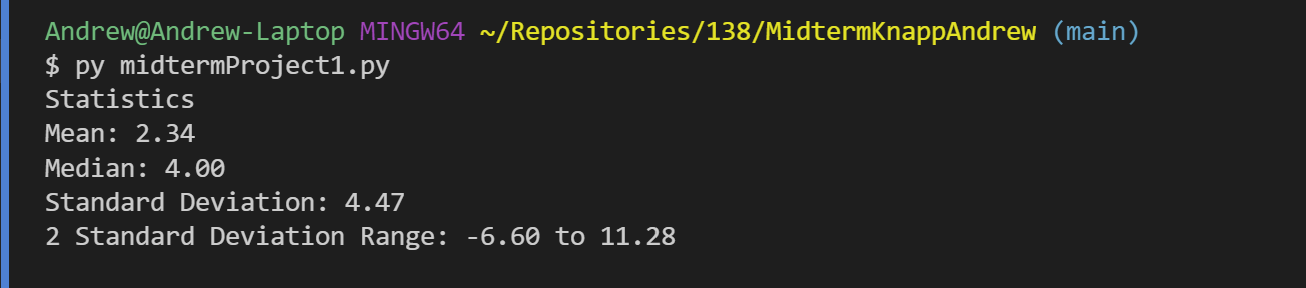 Andrew@Andrew-Laptop MINGW64 ~/Repositories/138/MidtermKnappAndrew (main)
$ py midtermProject1.py
Statistics
Mean: 2.34
Median: 4.00
Standard Deviation: 4.47
2 Standard Deviation Range: -6.60 to 11.28